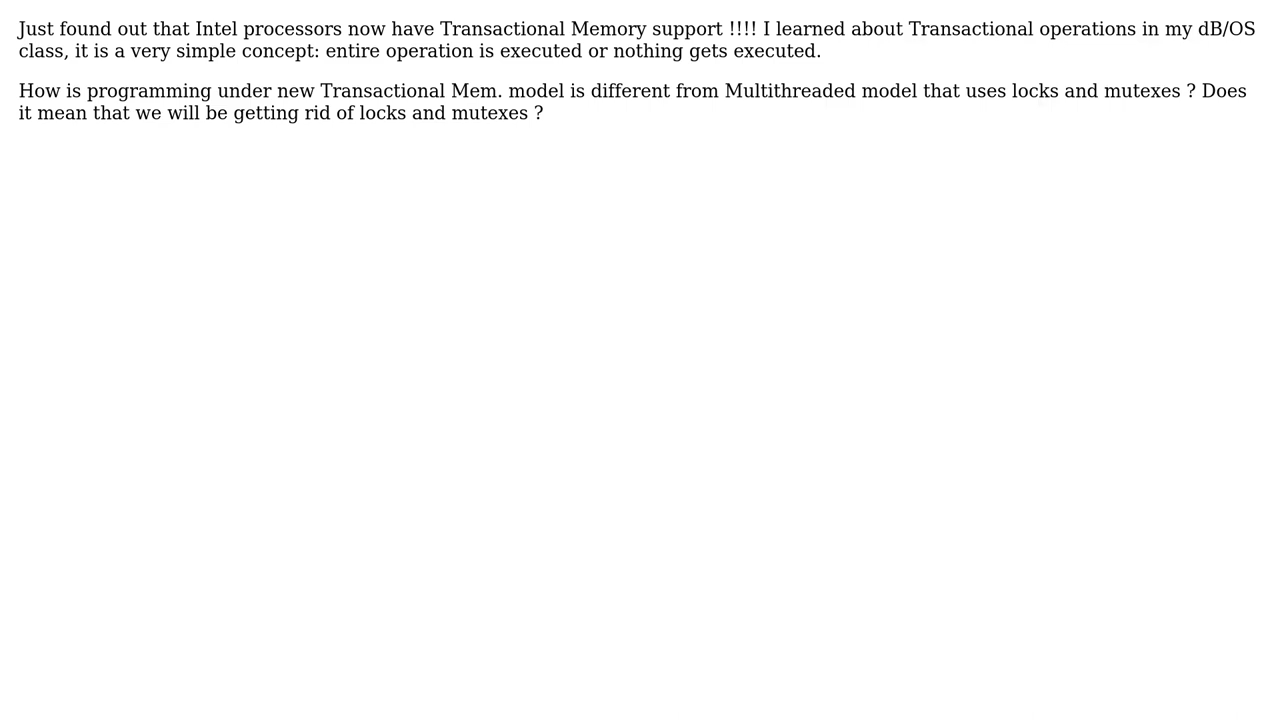 Just found out that Intel processors now have Transactional Memory support !!!! I learned about Transactional operations in my dB/OS
class, it is a very simple concept: entire operation is executed or nothing gets executed.
How is programming under new Transactional Mem. model is different from Multithreaded model that uses locks and mutexes ? Does
it mean that we will be getting rid of locks and mutexes ?